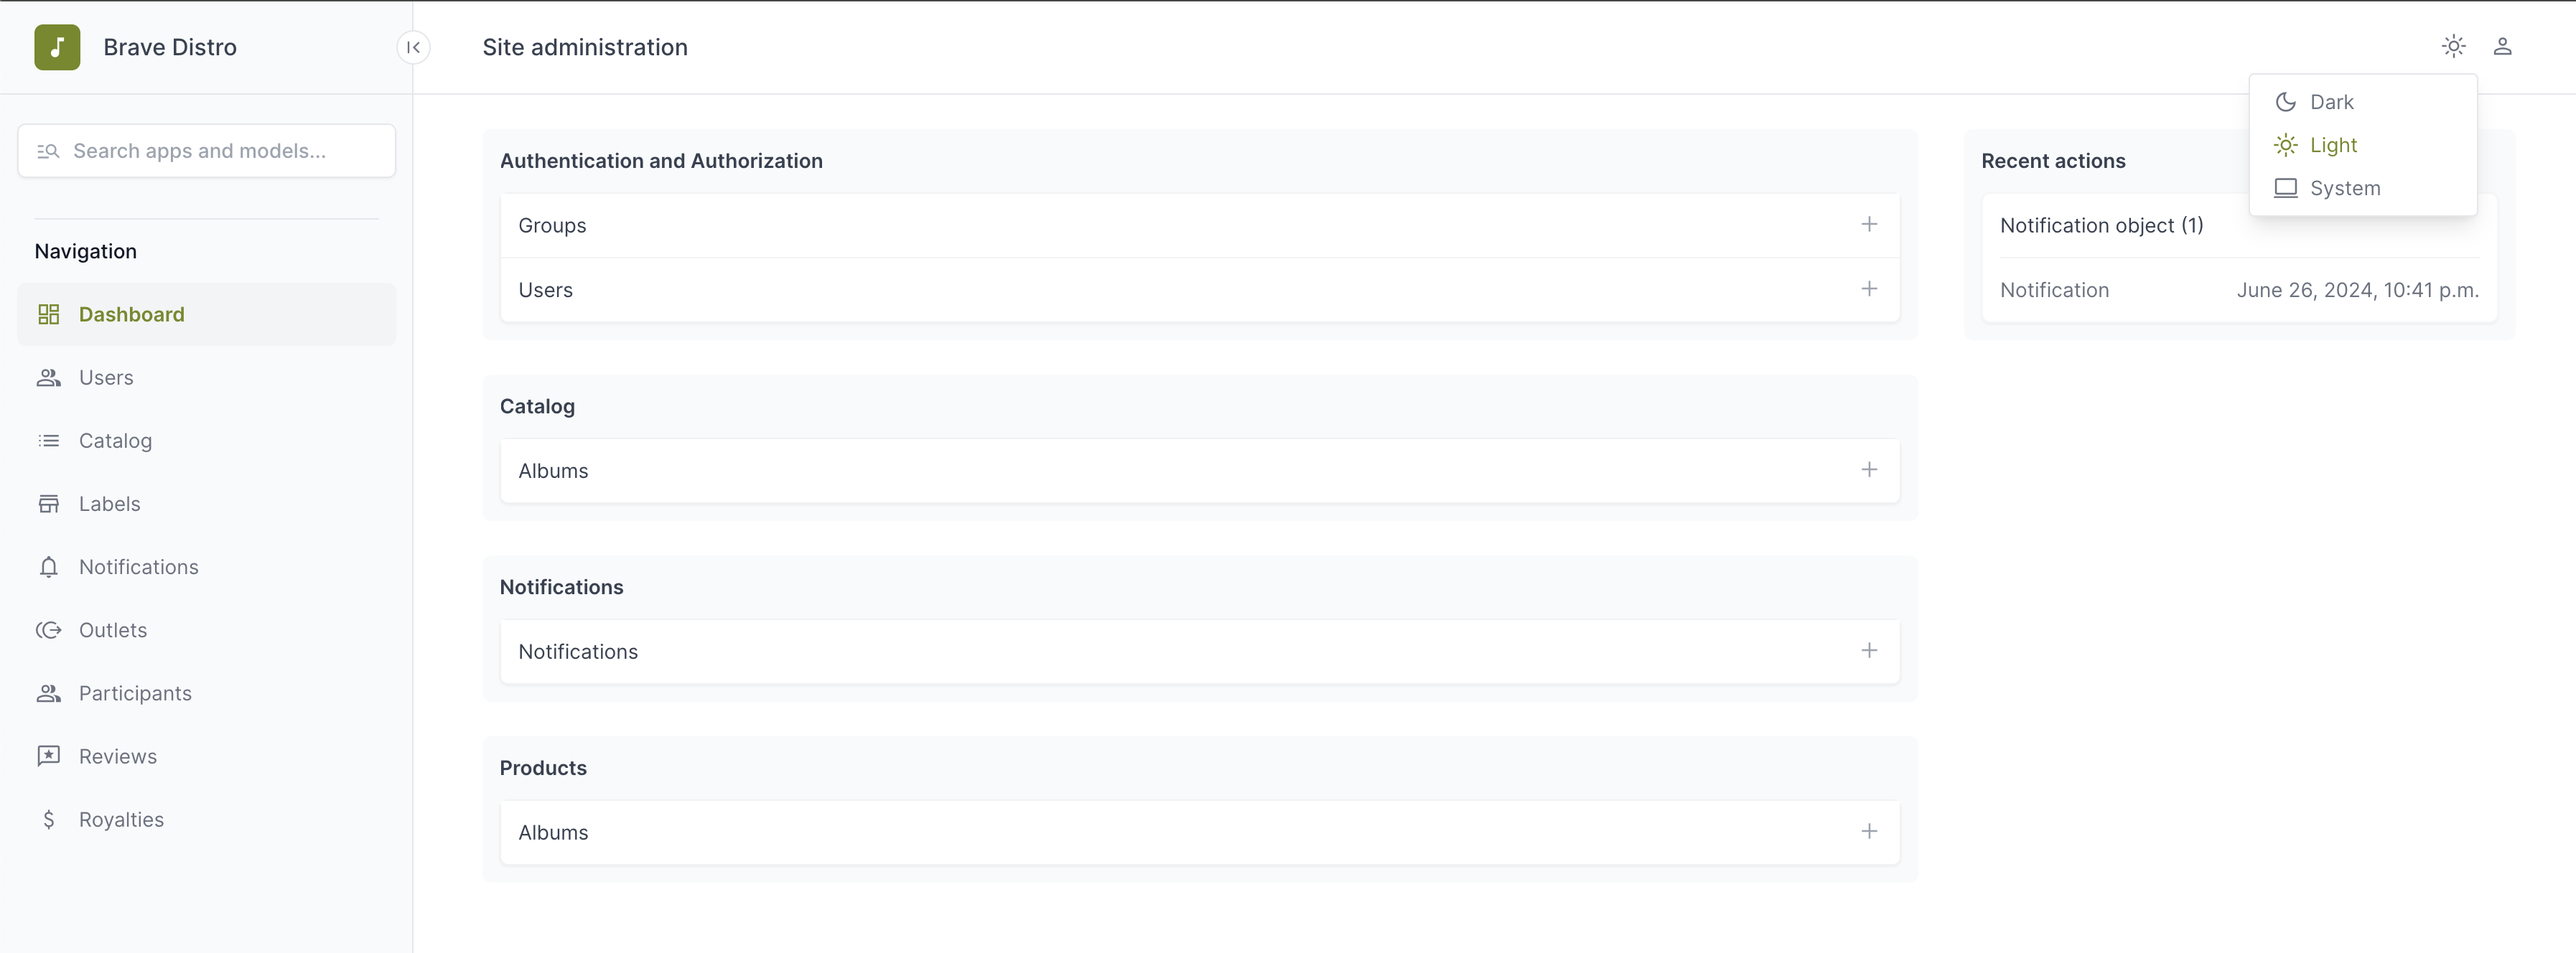 Brave Distro
Site administration
Dark
Light
System
Search apps and models...
Navigation
Dashboard
Users
Catalog
Labels
Notifications
Outlets
Participants
Reviews
Royalties
Authentication and Authorization
Groups
Users
Catalog
Albums
Notifications
Notifications
Products
Albums
Recent actions
Notification object (1)
Notification June 26, 2024, 10:41 p.m.